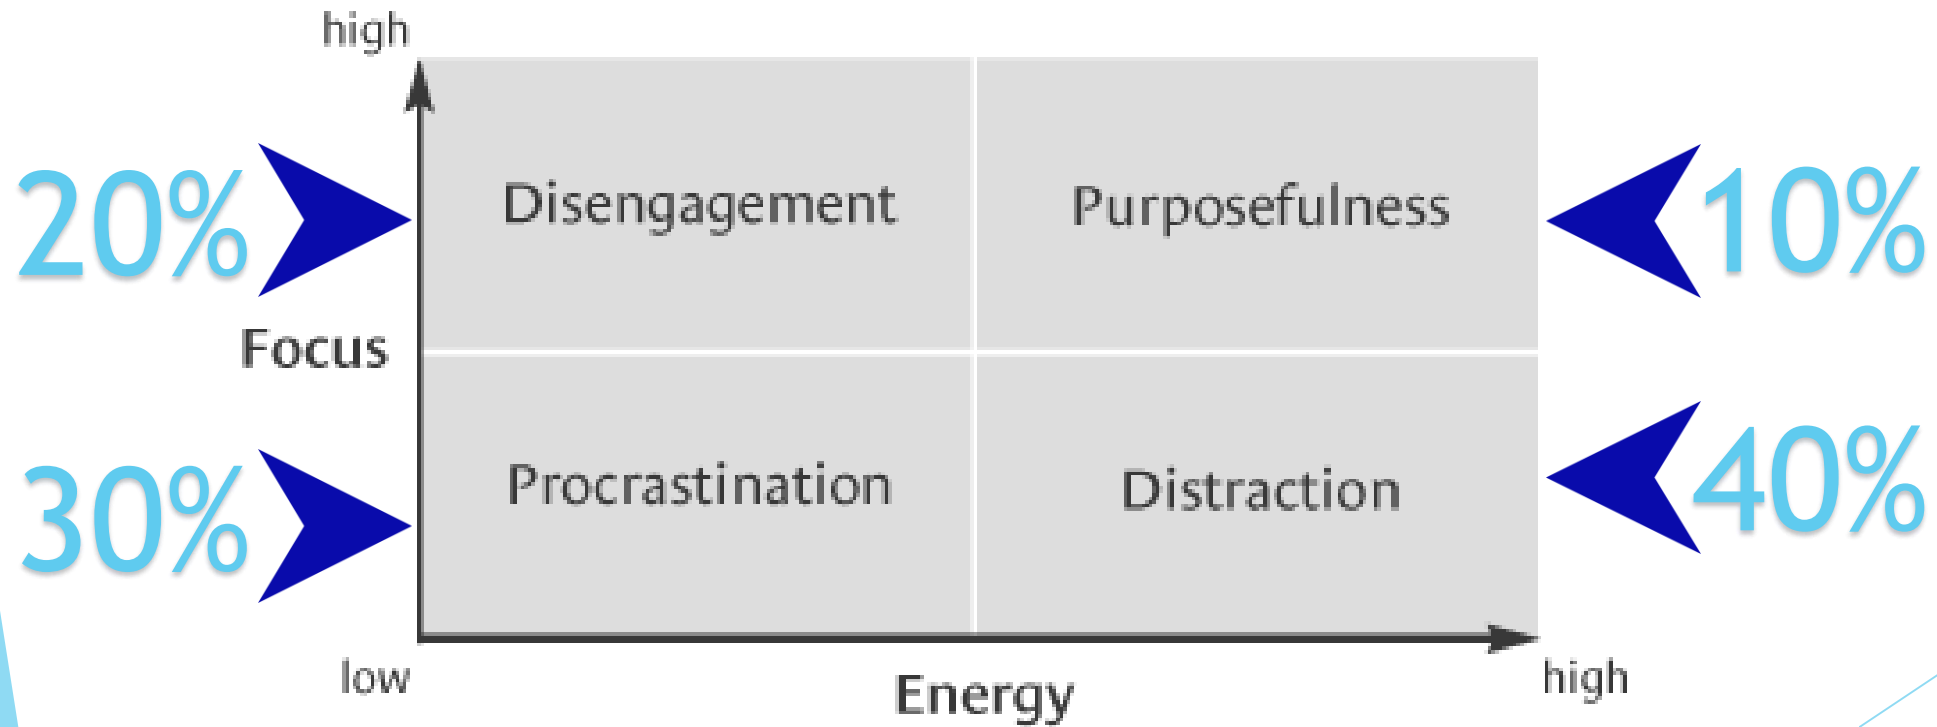 high
20%
Disengagement
Purposefulness
10%
Focus
30%
Procrastination
Distraction
40%
low
Energy
high